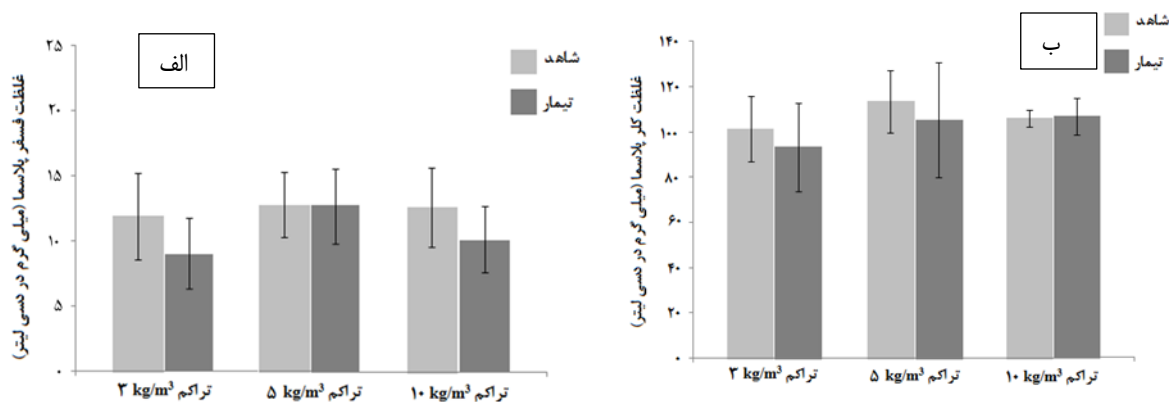 الف
شاهد
تیمار
غلظت فسفر پلاسما (میلی گرم در دسی لیتر)
۲۵
۲۰
۱۵
۱۰
۵
۰
تراکم ۳ kg/m³
تراکم ۵ kg/m³
تراکم ۱۰ kg/m³
ب
شاهد
تیمار
غلظت کلر پلاسما (میلی گرم در دسی لیتر)
۱۴۰
۱۲۰
۱۰۰
۸۰
۶۰
۴۰
۲۰
۰
تراکم ۳ kg/m³
تراکم ۵ kg/m³
تراکم ۱۰ kg/m³